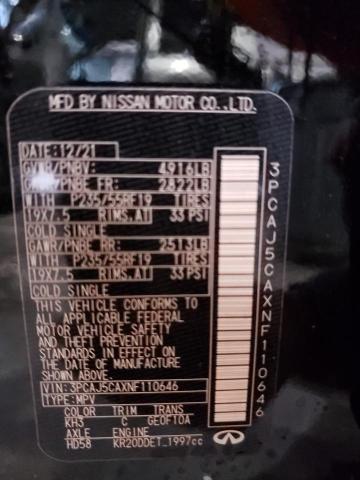 MFD BY NISSAN MOTOR CO., LTD.
DATE:12/21
GVWR/PNBV: 4916LB
GAWR/PNBE FR: 2822LB
WITH P235/55RF19 TIRES
19X7.5 RIMS.AT 33 PSI
COLD SINGLE
GAWR/PNBE RR: 2513LB
WITH P235/55RF19 TIRES
19X7.5 RIMS.AT 33 PSI
COLD SINGLE
THIS VEHICLE CONFORMS TO
ALL APPLICABLE FEDERAL
MOTOR VEHICLE SAFETY
AND THEFT PREVENTION
STANDARDS IN EFFECT ON
THE DATE OF MANUFACTURE
SHOWN ABOVE.
VIN:3PCAJ5CAXNF110646
TYPE:MPV
COLOR TRIM TRANS
KH3 C GEOFTOA
AXLE ENGINE
HD58 KR20DDET_1997cc
3PCAJ5CAXNF110646